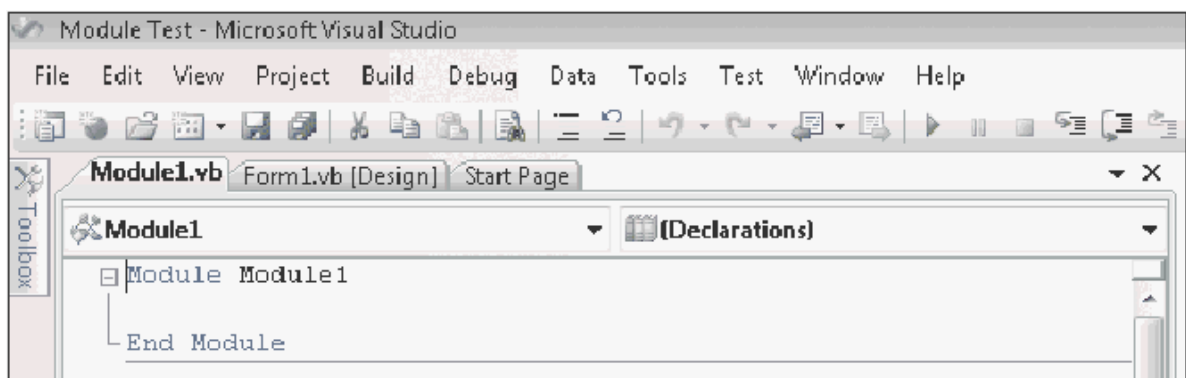 Module Test - Microsoft Visual Studio
File Edit View Project Build Debug Data Tools Test Window Help
Module1.vb Form1.vb [Design] Start Page
Toolbox
Module1 (Declarations)
Module Module1
End Module